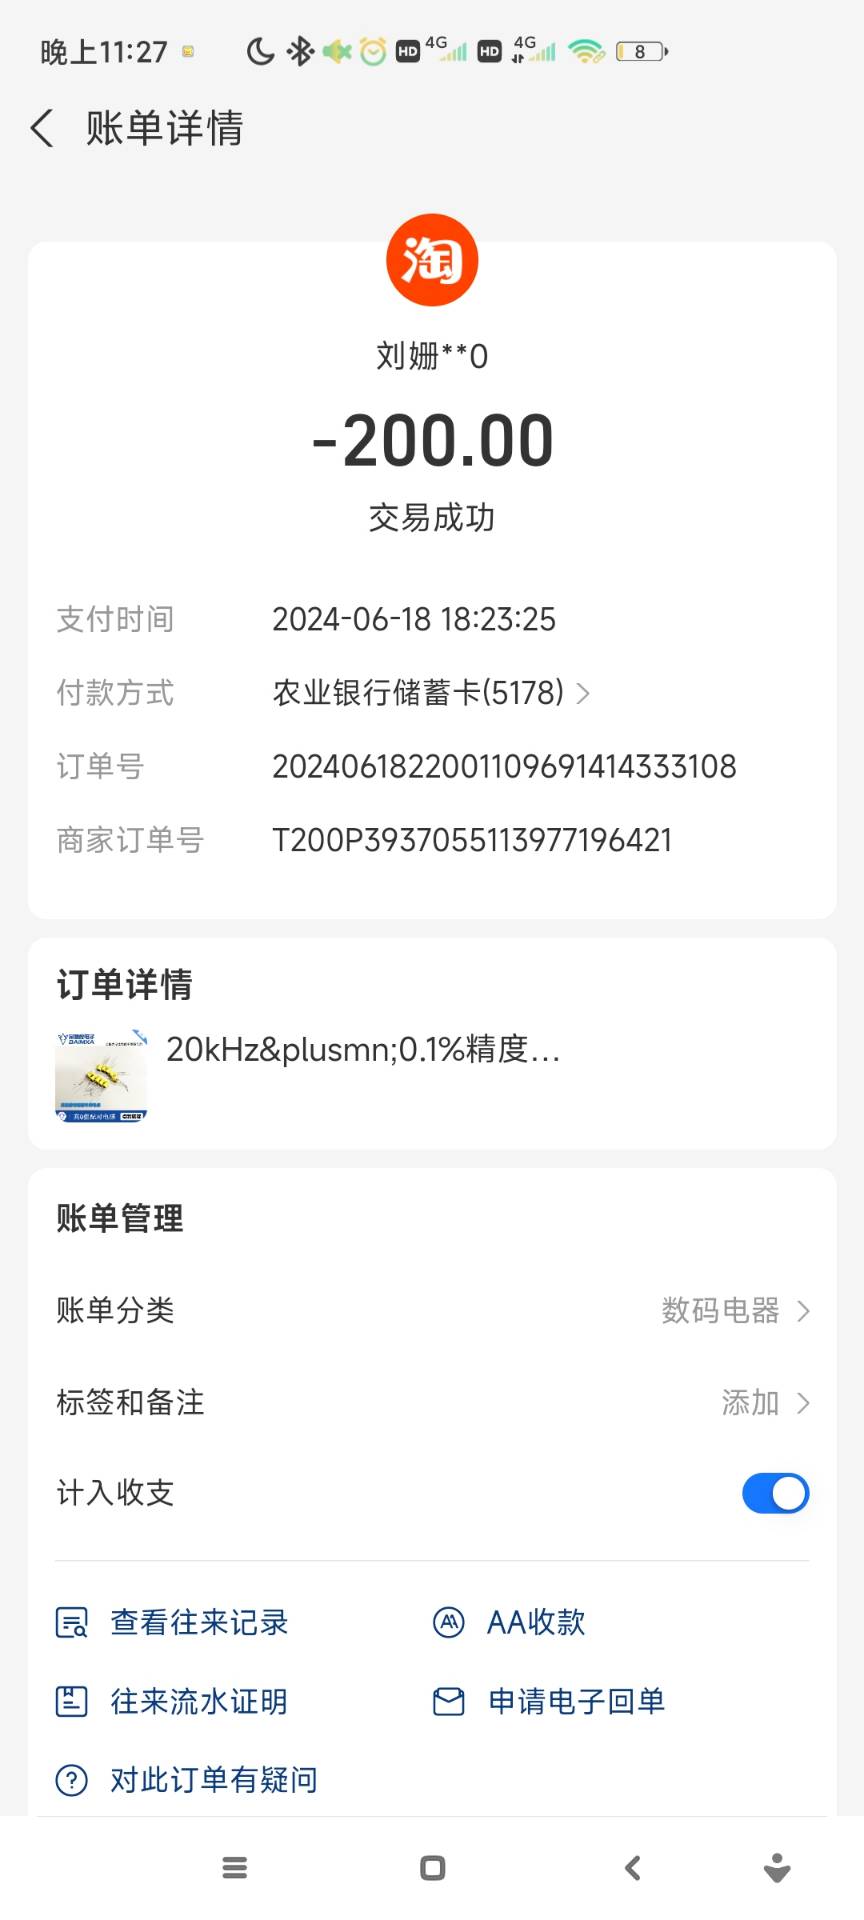 晚上11:27
HD 4G HD 4G 8
账单详情
淘
刘姗**0
-200.00
交易成功
支付时间 2024-06-18 18:23:25
付款方式 农业银行储蓄卡(5178)
订单号 2024061822001109691414333108
商家订单号 T200P3937055113977196421
订单详情
20kHz&plusmn;0.1%精度...
账单管理
账单分类 数码电器
标签和备注 添加
计入收支
查看往来记录 AA收款
往来流水证明 申请电子回单
对此订单有疑问